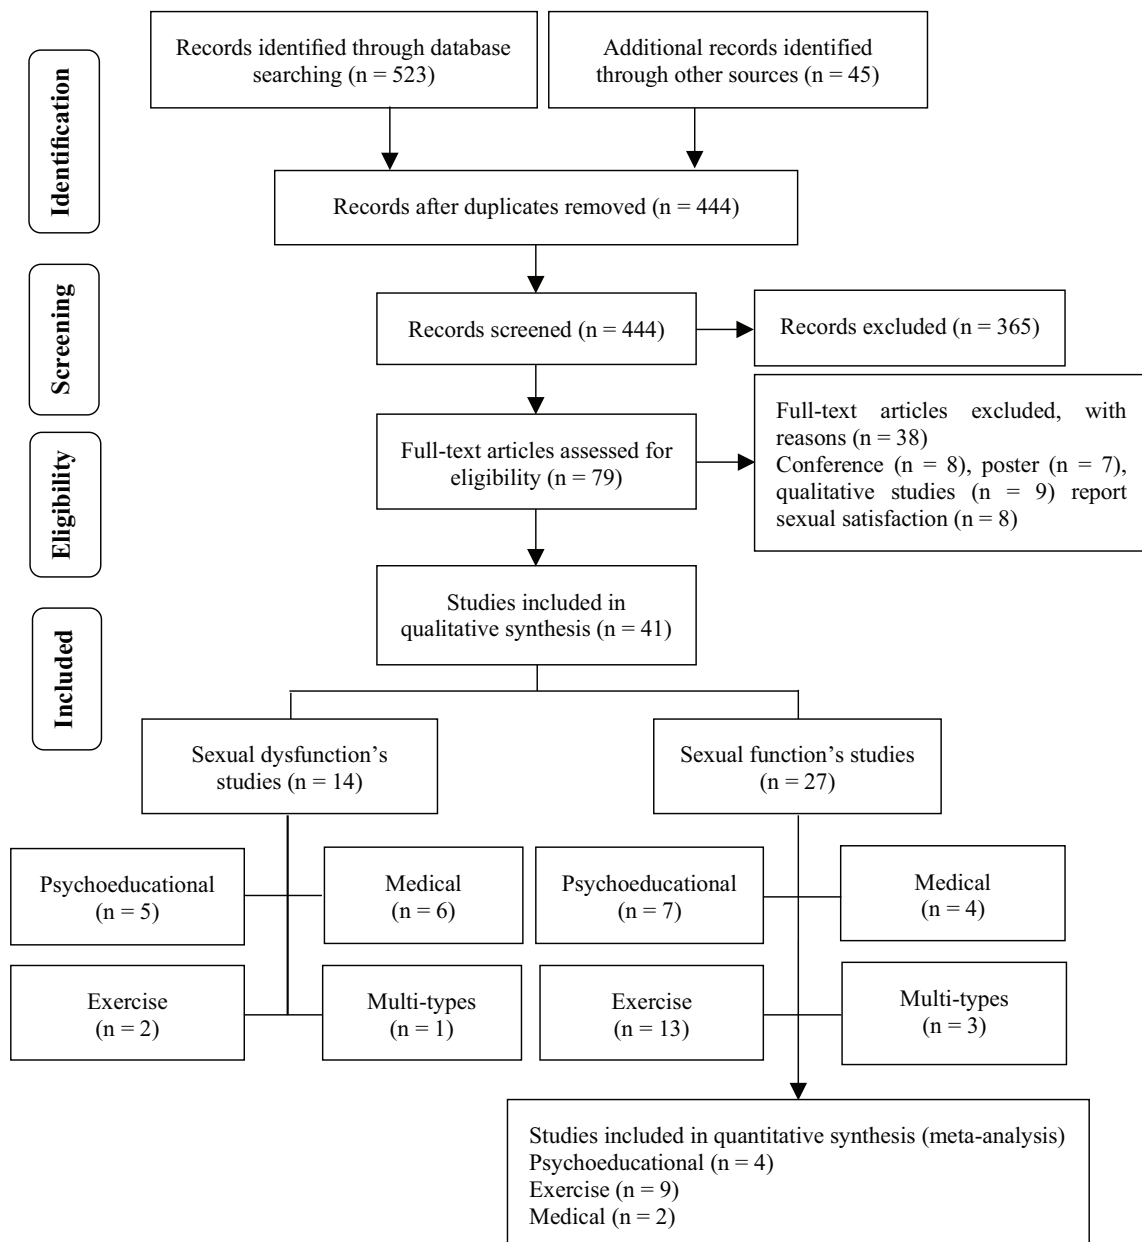 Records identified through database
searching (n = 523)
Additional records identified
through other sources (n = 45)
Identification
Records after duplicates removed (n = 444)
Screening
Records screened (n = 444)
Records excluded (n = 365)
Eligibility
Full-text articles assessed for
eligibility (n = 79)
Full-text articles excluded, with
reasons (n = 38)
Conference (n = 8), poster (n = 7),
qualitative studies (n = 9) report
sexual satisfaction (n = 8)
Included
Studies included in
qualitative synthesis (n = 41)
Sexual dysfunction’s
studies (n = 14)
Sexual function’s studies
(n = 27)
Psychoeducational
(n = 5)
Medical
(n = 6)
Psychoeducational
(n = 7)
Medical
(n = 4)
Exercise
(n = 2)
Multi-types
(n = 1)
Exercise
(n = 13)
Multi-types
(n = 3)
Studies included in quantitative synthesis (meta-analysis)
Psychoeducational (n = 4)
Exercise (n = 9)
Medical (n = 2)